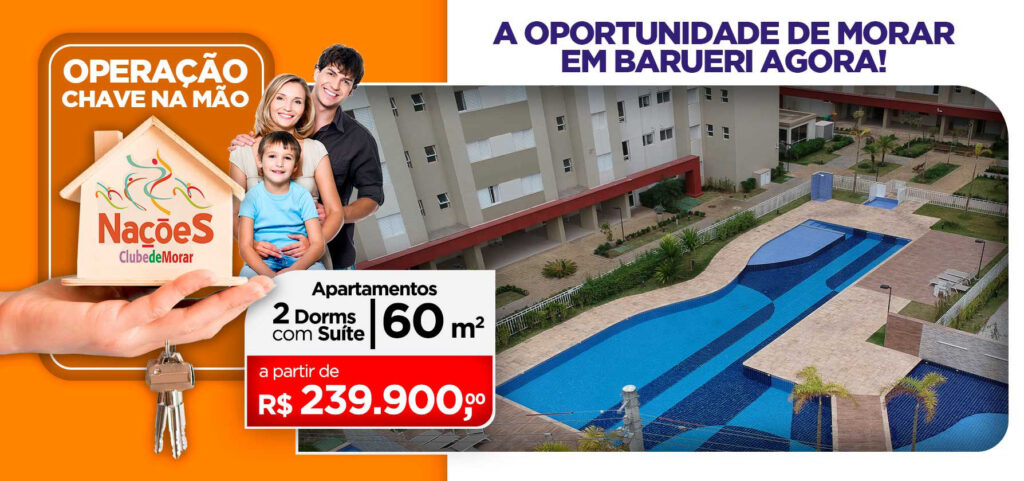 OPERAÇÃO
CHAVE NA MÃO
NaçõeS
ClubedeMorar
A OPORTUNIDADE DE MORAR
EM BARUERI AGORA!
Apartamentos
2 Dorms
com Suíte
60 m²
a partir de
R$ 239.900,00